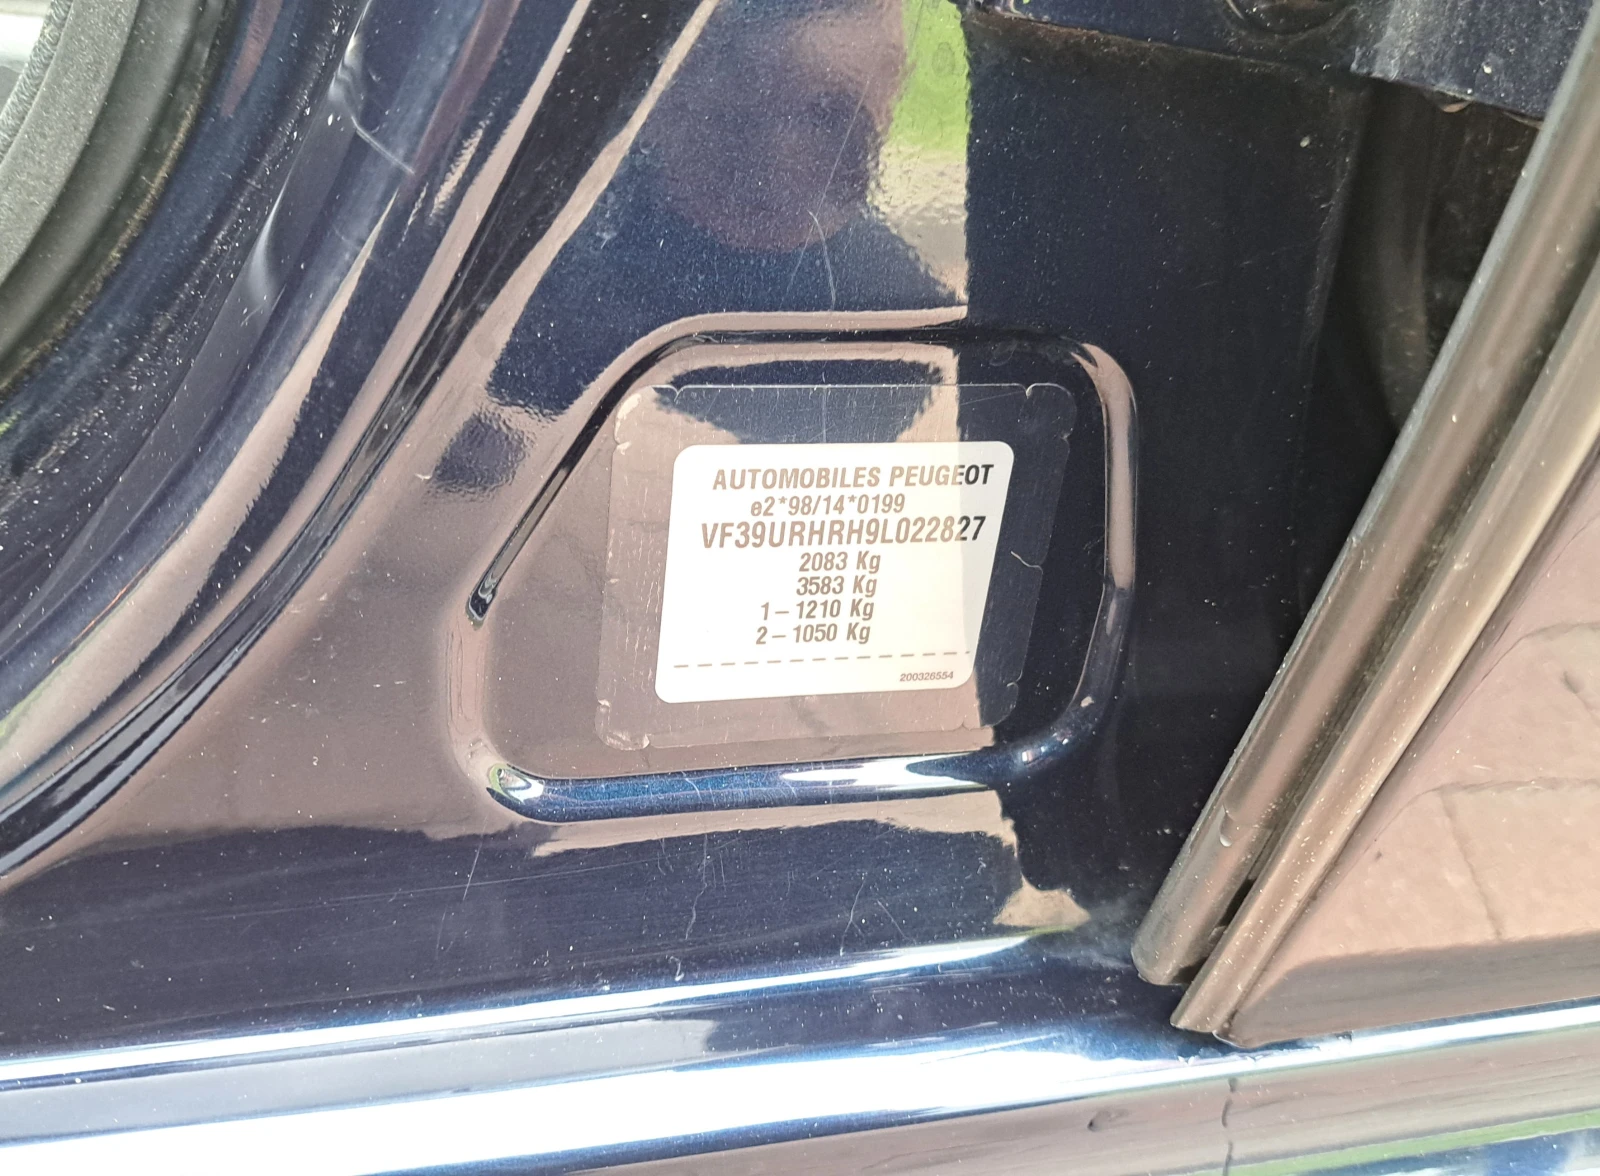 AUTOMOBILES PEUGEOT
e2*98/14*0199
VF39URHRH9L022827
2083 Kg
3583 Kg
1 – 1210 Kg
2 – 1050 Kg
200326554